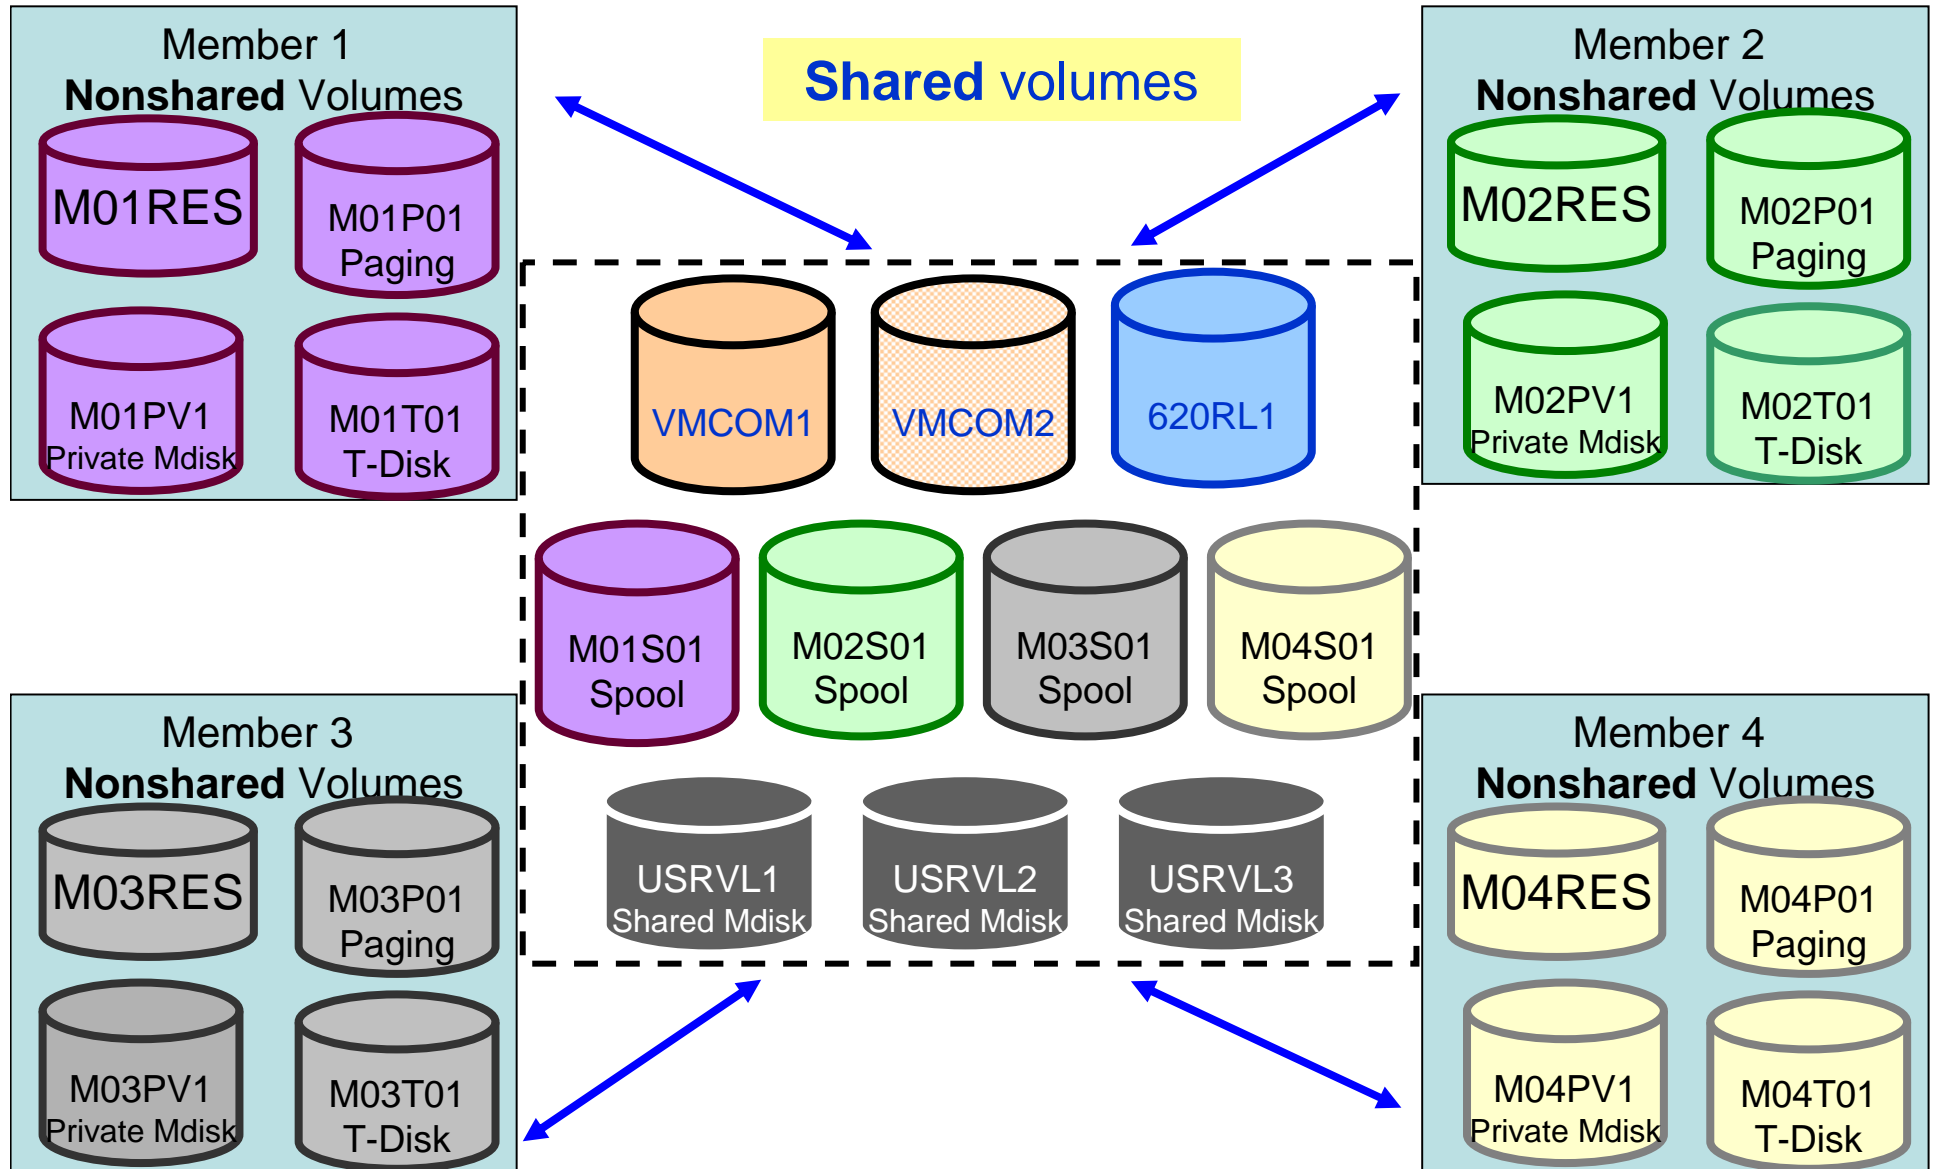 Member 1
Nonshared Volumes
M01RES
M01P01
Paging
M01PV1
Private Mdisk
M01T01
T-Disk
Shared volumes
Member 2
Nonshared Volumes
M02RES
M02P01
Paging
M02PV1
Private Mdisk
M02T01
T-Disk
VMCOM1
VMCOM2
620RL1
M01S01
Spool
M02S01
Spool
M03S01
Spool
M04S01
Spool
USRVL1
Shared Mdisk
USRVL2
Shared Mdisk
USRVL3
Shared Mdisk
Member 3
Nonshared Volumes
M03RES
M03P01
Paging
M03PV1
Private Mdisk
M03T01
T-Disk
Member 4
Nonshared Volumes
M04RES
M04P01
Paging
M04PV1
Private Mdisk
M04T01
T-Disk